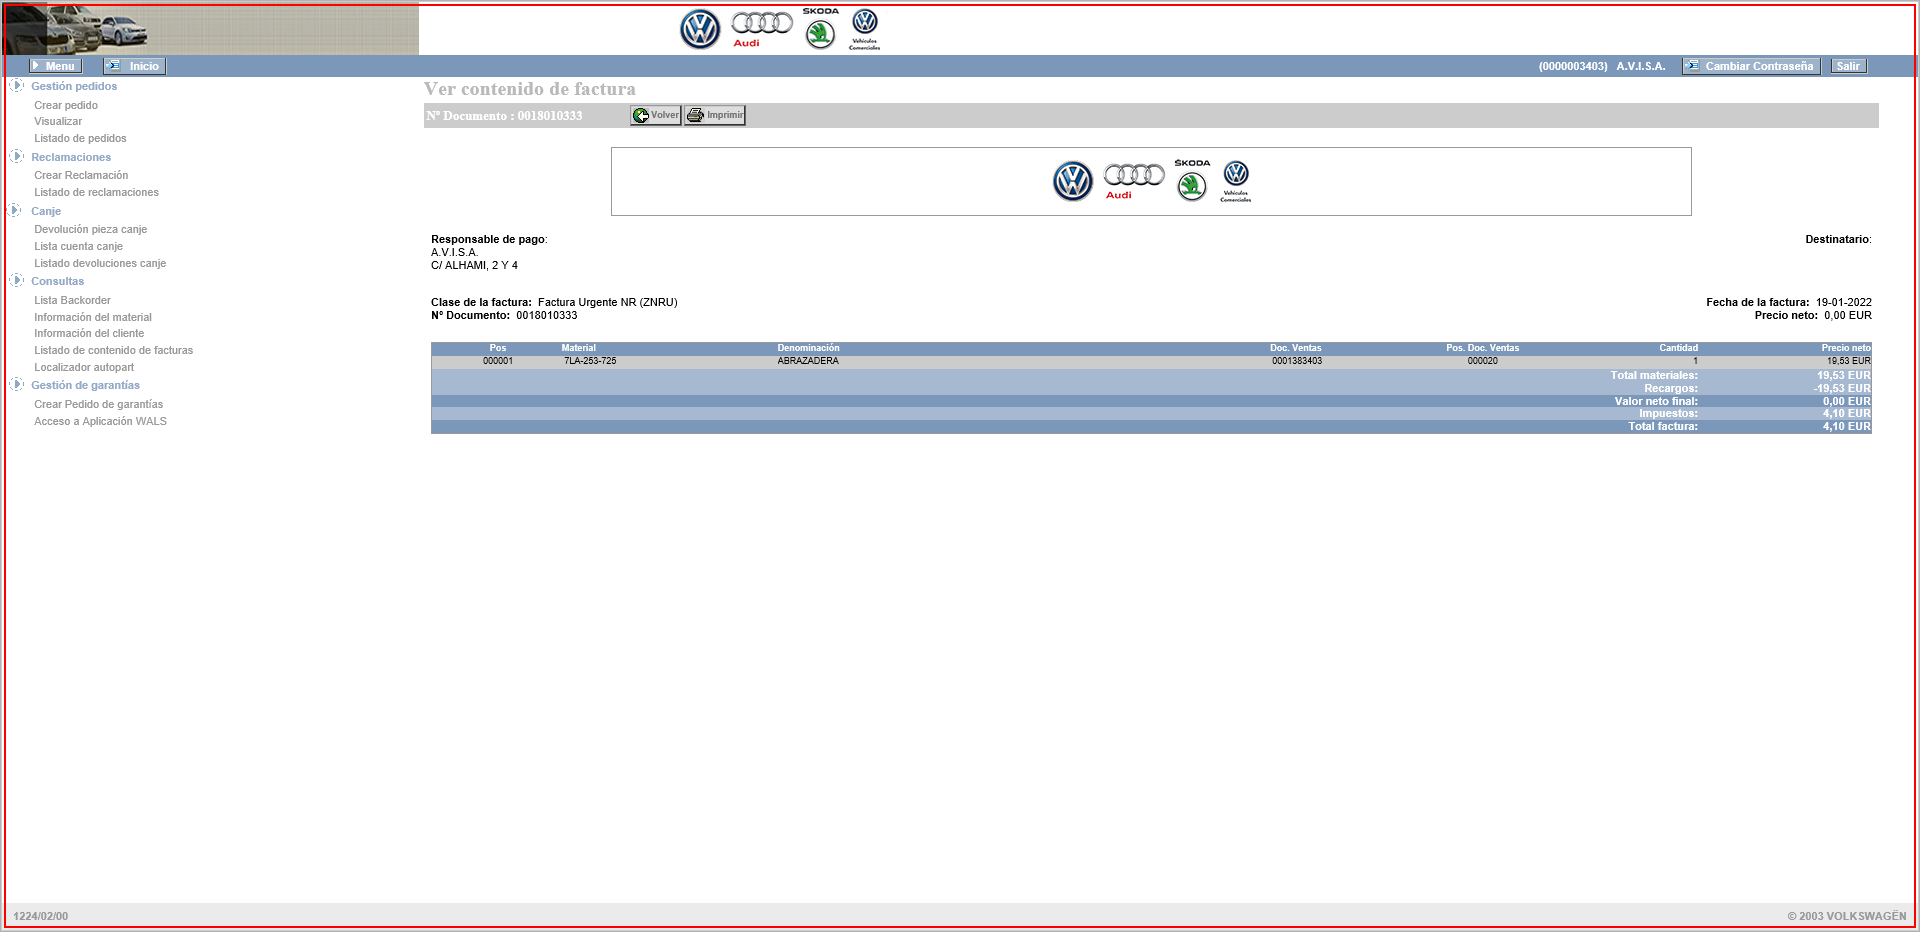 Audi
ŠKODA
Vehículos
Comerciales
Menu
Inicio
(0000003403) A.V.I.S.A.
Cambiar Contraseña
Salir
Gestión pedidos
Crear pedido
Visualizar
Listado de pedidos
Reclamaciones
Crear Reclamación
Listado de reclamaciones
Canje
Devolución pieza canje
Lista cuenta canje
Listado devoluciones canje
Consultas
Lista Backorder
Información del material
Información del cliente
Listado de contenido de facturas
Localizador autopart
Gestión de garantías
Crear Pedido de garantías
Acceso a Aplicación WALS
Ver contenido de factura
Nº Documento : 0018010333
Volver
Imprimir
Audi
ŠKODA
Vehículos
Comerciales
Responsable de pago:
A.V.I.S.A.
C/ ALHAMI, 2 Y 4
Destinatario:
Clase de la factura: Factura Urgente NR (ZNRU)
Nº Documento: 0018010333
Fecha de la factura: 19-01-2022
Precio neto: 0,00 EUR
Pos Material Denominación Doc. Ventas Pos. Doc. Ventas Cantidad Precio neto
000001 7LA-253-725 ABRAZADERA 0001383403 000020 1 19,53 EUR
Total materiales: 19,53 EUR
Recargos: -19,53 EUR
Valor neto final: 0,00 EUR
Impuestos: 4,10 EUR
Total factura: 4,10 EUR
1224/02/00
© 2003 VOLKSWAGËN